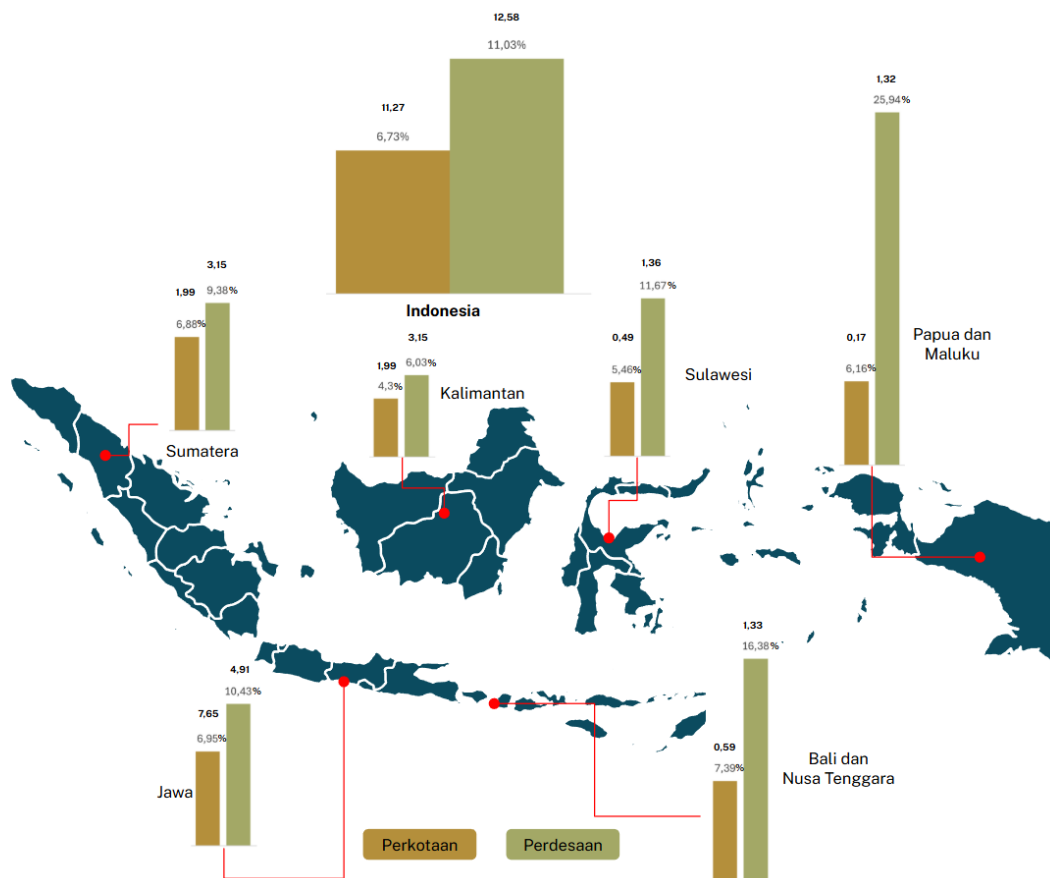 12,58
11,03%
11,27
6,73%
Indonesia
1,32
25,94%
0,17
6,16%
Papua dan
Maluku
3,15
9,38%
1,99
6,88%
Sumatera
3,15
6,03%
1,99
4,3%
Kalimantan
1,36
11,67%
0,49
5,46%
Sulawesi
4,91
10,43%
7,65
6,95%
Jawa
1,33
16,38%
0,59
7,39%
Bali dan
Nusa Tenggara
Perkotaan
Perdesaan